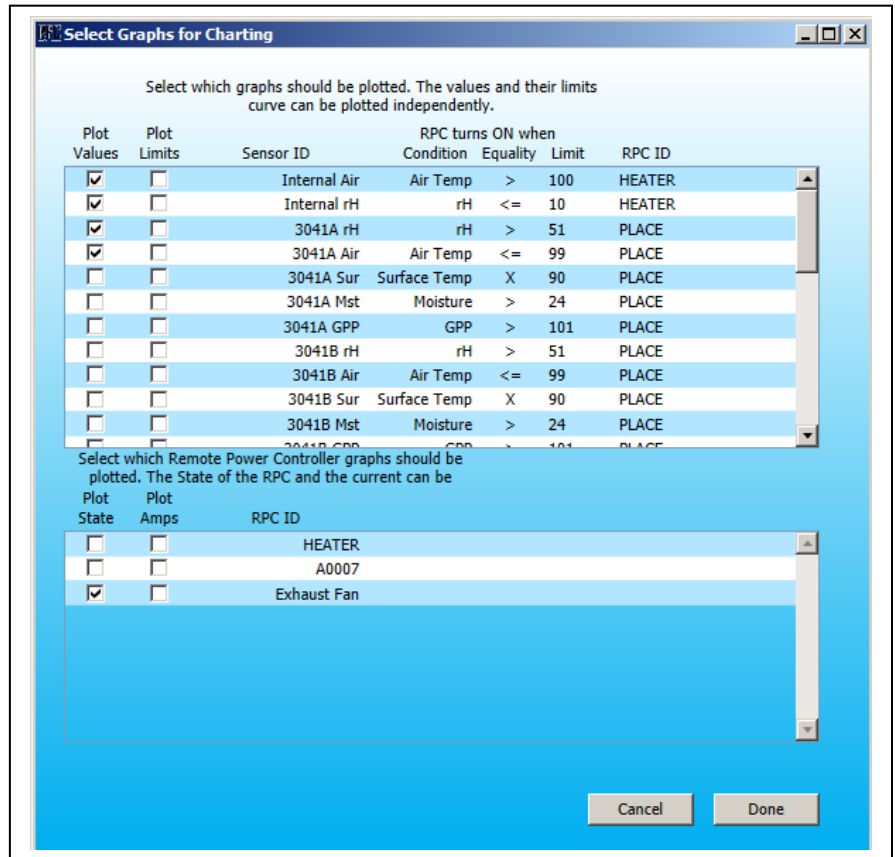 Select Graphs for Charting
Select which graphs should be plotted. The values and their limits
curve can be plotted independently.
Plot Plot RPC turns ON when
Values Limits Sensor ID Condition Equality Limit RPC ID
Internal Air Air Temp > 100 HEATER
Internal rH rH <= 10 HEATER
3041A rH rH > 51 PLACE
3041A Air Air Temp <= 99 PLACE
3041A Sur Surface Temp X 90 PLACE
3041A Mst Moisture > 24 PLACE
3041A GPP GPP > 101 PLACE
3041B rH rH > 51 PLACE
3041B Air Air Temp <= 99 PLACE
3041B Sur Surface Temp X 90 PLACE
3041B Mst Moisture > 24 PLACE
3041B GPP GPP > 101 PLACE
Select which Remote Power Controller graphs should be
plotted. The State of the RPC and the current can be
Plot Plot
State Amps RPC ID
HEATER
A0007
Exhaust Fan
Cancel Done